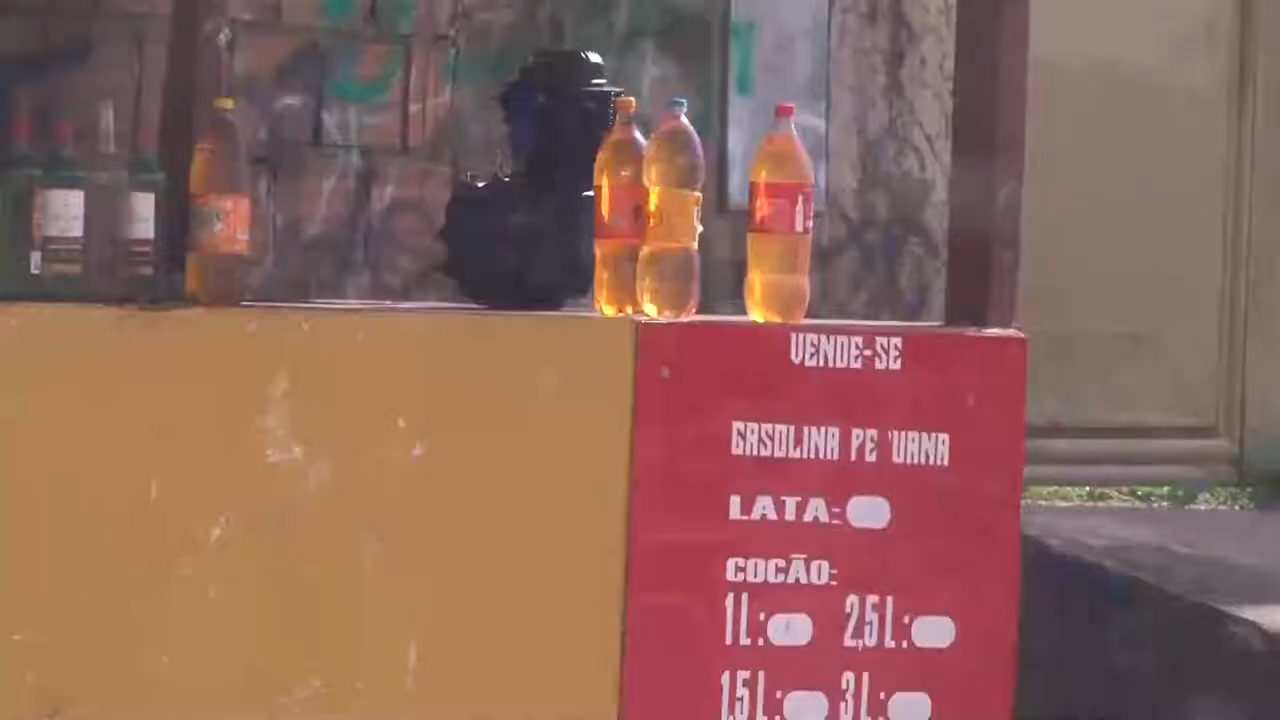 VENDE-SE
GASOLINA PE UANA
LATA:
COCÃO:
1L: 2,5L:
1,5L: 3L: